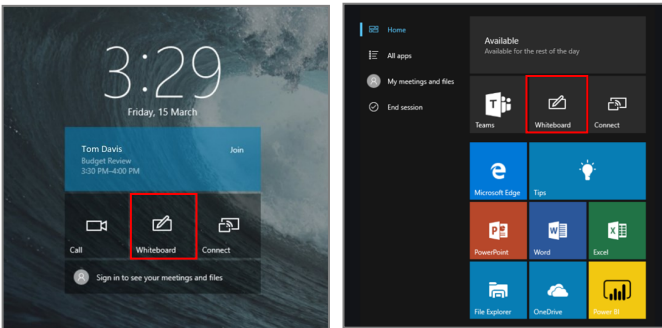 3:29
Friday, 15 March
Tom Davis
Join
Budget Review
3:30 PM–4:00 PM
Call
Whiteboard
Connect
Sign in to see your meetings and files
Home
All apps
My meetings and files
End session
Available
Available for the rest of the day
Teams
Whiteboard
Connect
Microsoft Edge
Tips
PowerPoint
Word
Excel
File Explorer
OneDrive
Power BI